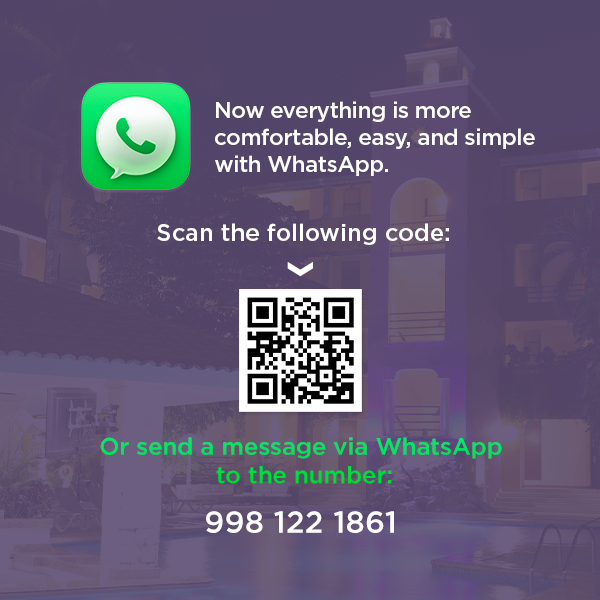 Now everything is more
comfortable, easy, and simple
with WhatsApp.
Scan the following code:
Or send a message via WhatsApp
to the number:
998 122 1861